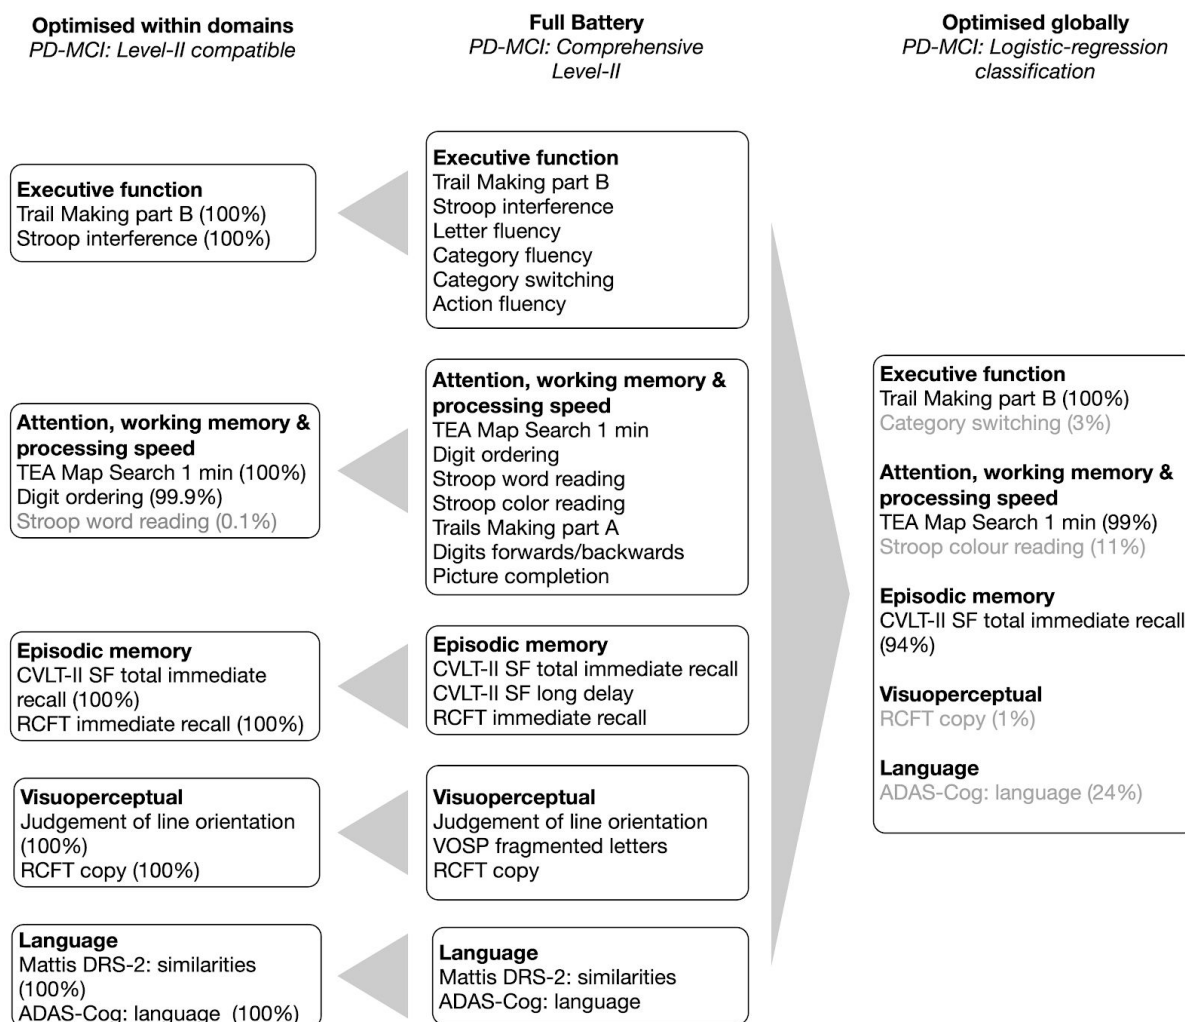 Optimised within domains
PD-MCI: Level-II compatible
Executive function
Trail Making part B (100%)
Stroop interference (100%)
Attention, working memory &
processing speed
TEA Map Search 1 min (100%)
Digit ordering (99.9%)
Stroop word reading (0.1%)
Episodic memory
CVLT-II SF total immediate
recall (100%)
RCFT immediate recall (100%)
Visuoperceptual
Judgement of line orientation
(100%)
RCFT copy (100%)
Language
Mattis DRS-2: similarities
(100%)
ADAS-Cog: language (100%)
Full Battery
PD-MCI: Comprehensive
Level-II
Executive function
Trail Making part B
Stroop interference
Letter fluency
Category fluency
Category switching
Action fluency
Attention, working memory &
processing speed
TEA Map Search 1 min
Digit ordering
Stroop word reading
Stroop color reading
Trails Making part A
Digits forwards/backwards
Picture completion
Episodic memory
CVLT-II SF total immediate recall
CVLT-II SF long delay
RCFT immediate recall
Visuoperceptual
Judgement of line orientation
VOSP fragmented letters
RCFT copy
Language
Mattis DRS-2: similarities
ADAS-Cog: language
Optimised globally
PD-MCI: Logistic-regression
classification
Executive function
Trail Making part B (100%)
Category switching (3%)
Attention, working memory &
processing speed
TEA Map Search 1 min (99%)
Stroop colour reading (11%)
Episodic memory
CVLT-II SF total immediate recall
(94%)
Visuoperceptual
RCFT copy (1%)
Language
ADAS-Cog: language (24%)